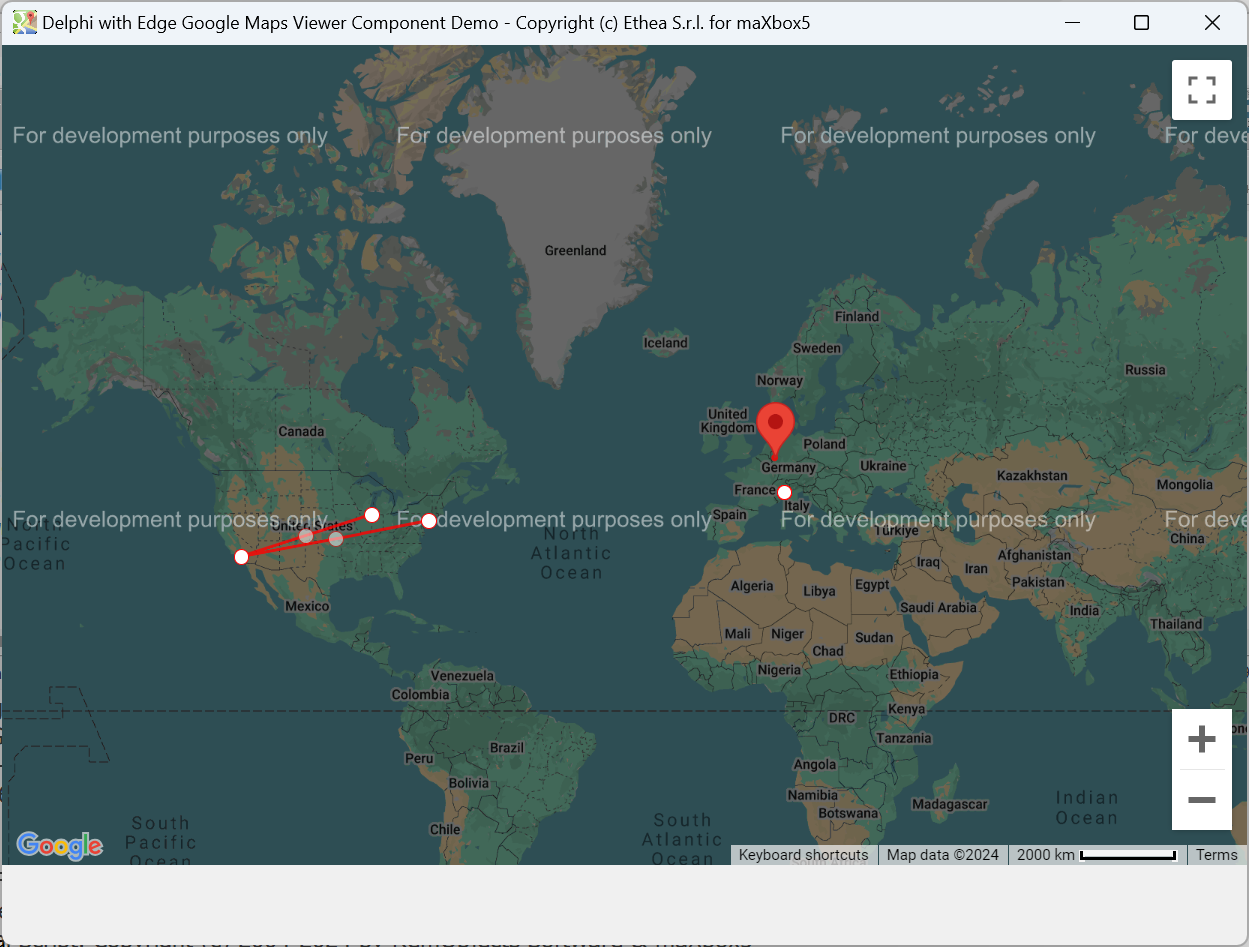 Delphi with Edge Google Maps Viewer Component Demo - Copyright (c) Ethea S.r.l. for maXbox5
For development purposes only
For development purposes only
For development purposes only
For deve
Greenland
Iceland
Finland
Sweden
Norway
Russia
United
Kingdom
Canada
Poland
Germany
Ukraine
Kazakhstan
Mongolia
France
Italy
Spain
For development purposes only
For development purposes only
For development purposes only
For deve
United States
North
Pacific
Ocean
North
Atlantic
Ocean
Türkiye
China
Iraq
Iran
Afghanistan
Pakistan
Algeria
Libya
Egypt
Saudi Arabia
India
Mexico
Thailand
Mali
Niger
Sudan
Chad
Nigeria
Ethiopia
Venezuela
Colombia
Kenya
DRC
Tanzania
Brazil
Peru
Angola
Bolivia
Namibia
Botswana
Madagascar
Indian
Ocean
Chile
South
Pacific
Ocean
South
Atlantic
Ocean
Google
Keyboard shortcuts
Map data ©2024
2000 km
Terms